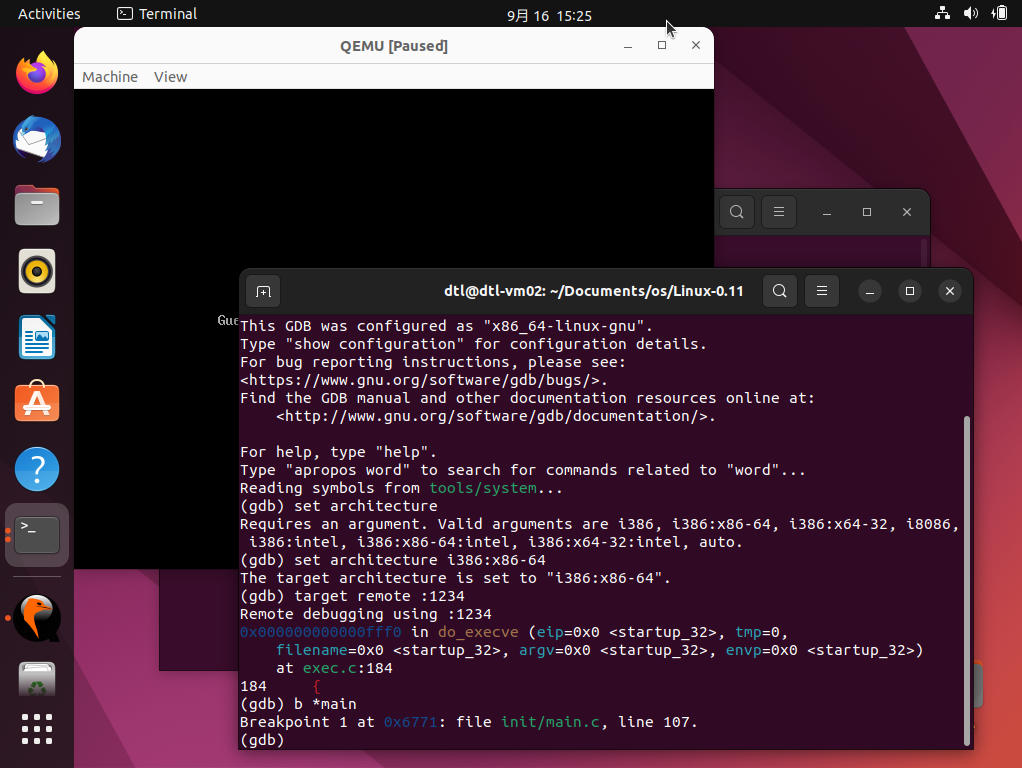 Activities
Terminal
9月 16 15:25
QEMU [Paused]
Machine View
dtl@dtl-vm02: ~/Documents/os/Linux-0.11
Gue
This GDB was configured as "x86_64-linux-gnu".
Type "show configuration" for configuration details.
For bug reporting instructions, please see:
<https://www.gnu.org/software/gdb/bugs/>.
Find the GDB manual and other documentation resources online at:
    <http://www.gnu.org/software/gdb/documentation/>.
For help, type "help".
Type "apropos word" to search for commands related to "word"...
Reading symbols from tools/system...
(gdb) set architecture
Requires an argument. Valid arguments are i386, i386:x86-64, i386:x64-32, i8086,
 i386:intel, i386:x86-64:intel, i386:x64-32:intel, auto.
(gdb) set architecture i386:x86-64
The target architecture is set to "i386:x86-64".
(gdb) target remote :1234
Remote debugging using :1234
0x000000000000fff0 in do_execve (eip=0x0 <startup_32>, tmp=0,
    filename=0x0 <startup_32>, argv=0x0 <startup_32>, envp=0x0 <startup_32>)
    at exec.c:184
184     {
(gdb) b *main
Breakpoint 1 at 0x6771: file init/main.c, line 107.
(gdb)